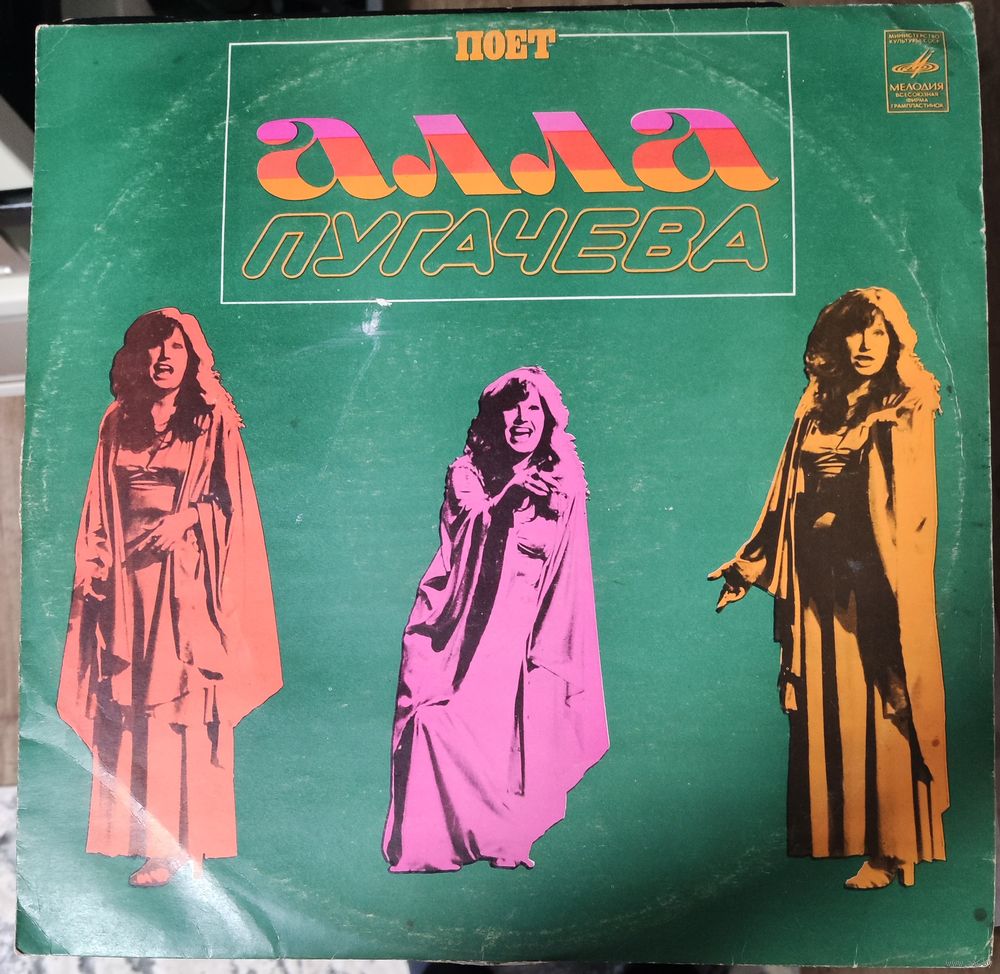 ПОЕТ
алла
ПУГАЧЕВА
МИНИСТЕРСТВО
КУЛЬТУРЫ СССР
МЕЛОДИЯ
ВСЕСОЮЗНАЯ
ФИРМА
ГРАМПЛАСТИНОК